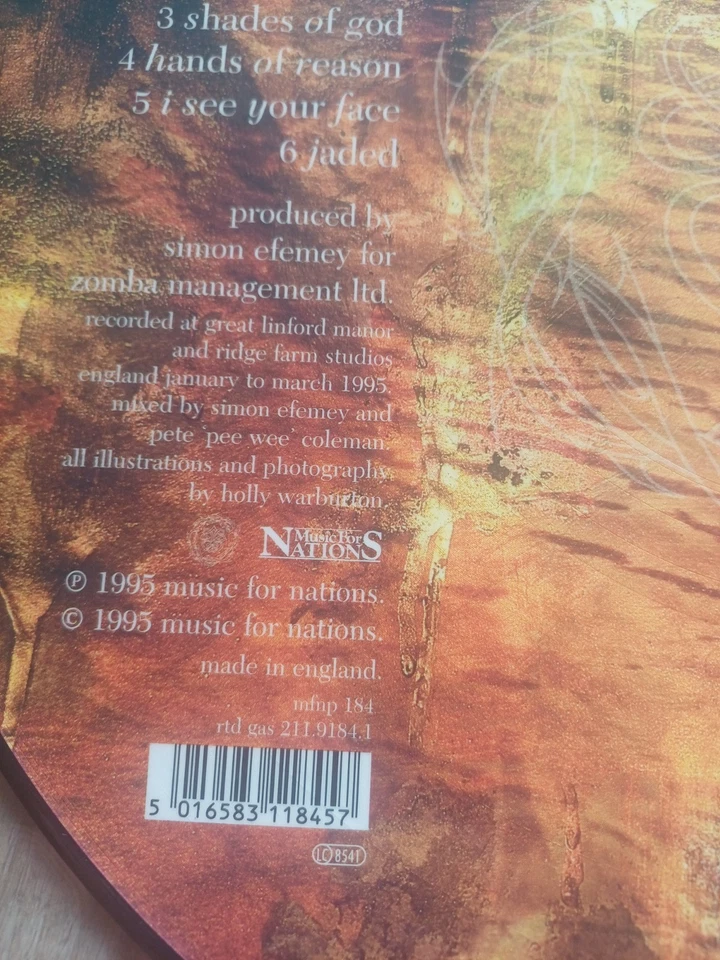 3 shades of god
4 hands of reason
5 i see your face
6 jaded
produced by
simon efemey for
zomba management ltd.
recorded at great linford manor
and ridge farm studios
england january to march 1995.
mixed by simon efemey and
pete 'pee wee' coleman.
all illustrations and photography
by holly warburton.
Music For
NATIONS
℗ 1995 music for nations.
© 1995 music for nations.
made in england.
mfnp 184
rtd gas 211.9184.1
5 016583 118457
LC 8541